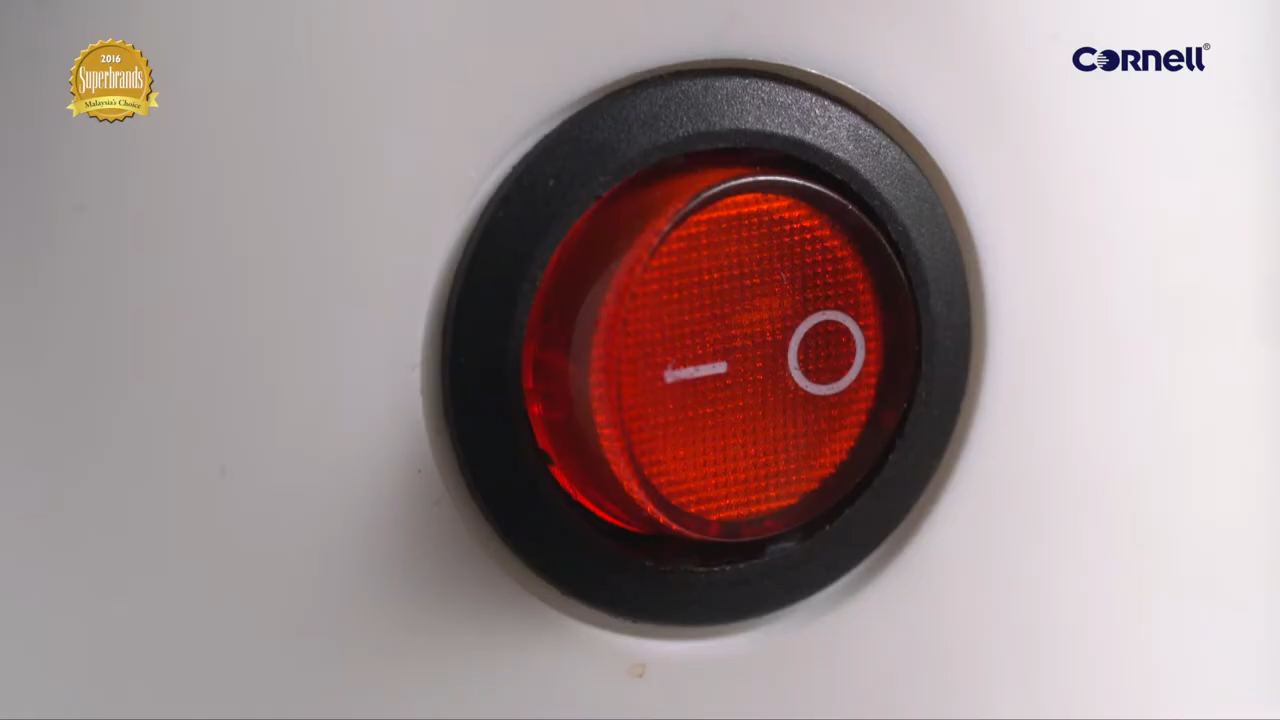 2016
Superbrands
Malaysia's Choice
Cornell®
— O